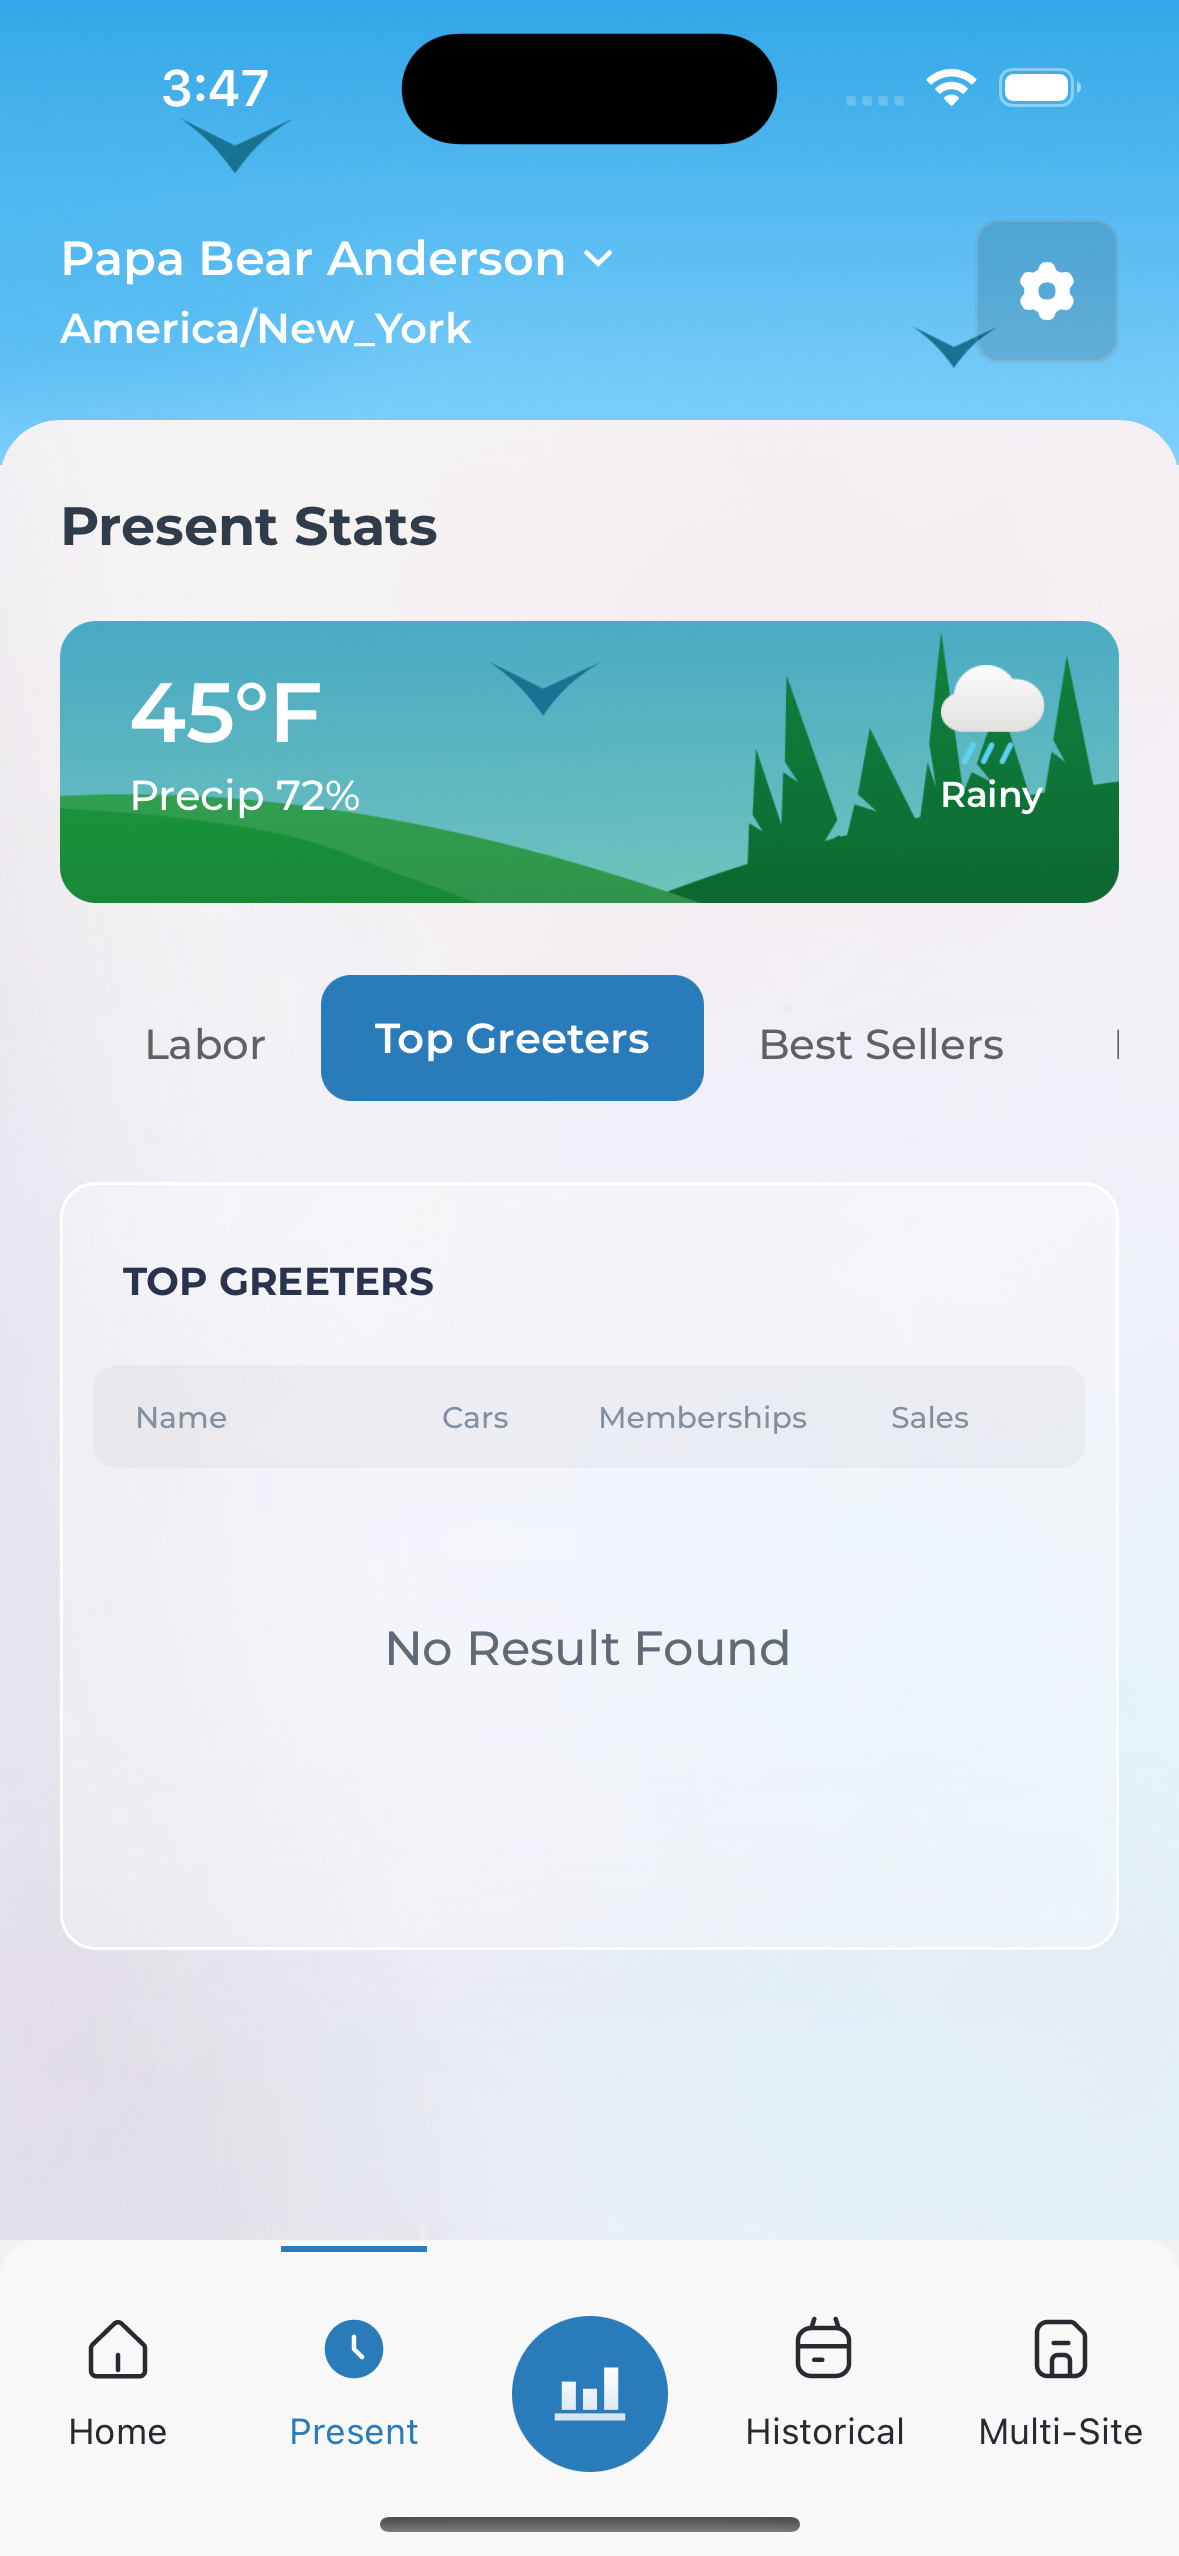 3:47
Papa Bear Anderson
America/New_York
Present Stats
45°F
Precip 72%
Rainy
Labor
Top Greeters
Best Sellers
TOP GREETERS
Name Cars Memberships Sales
No Result Found
Home
Present
Historical
Multi-Site